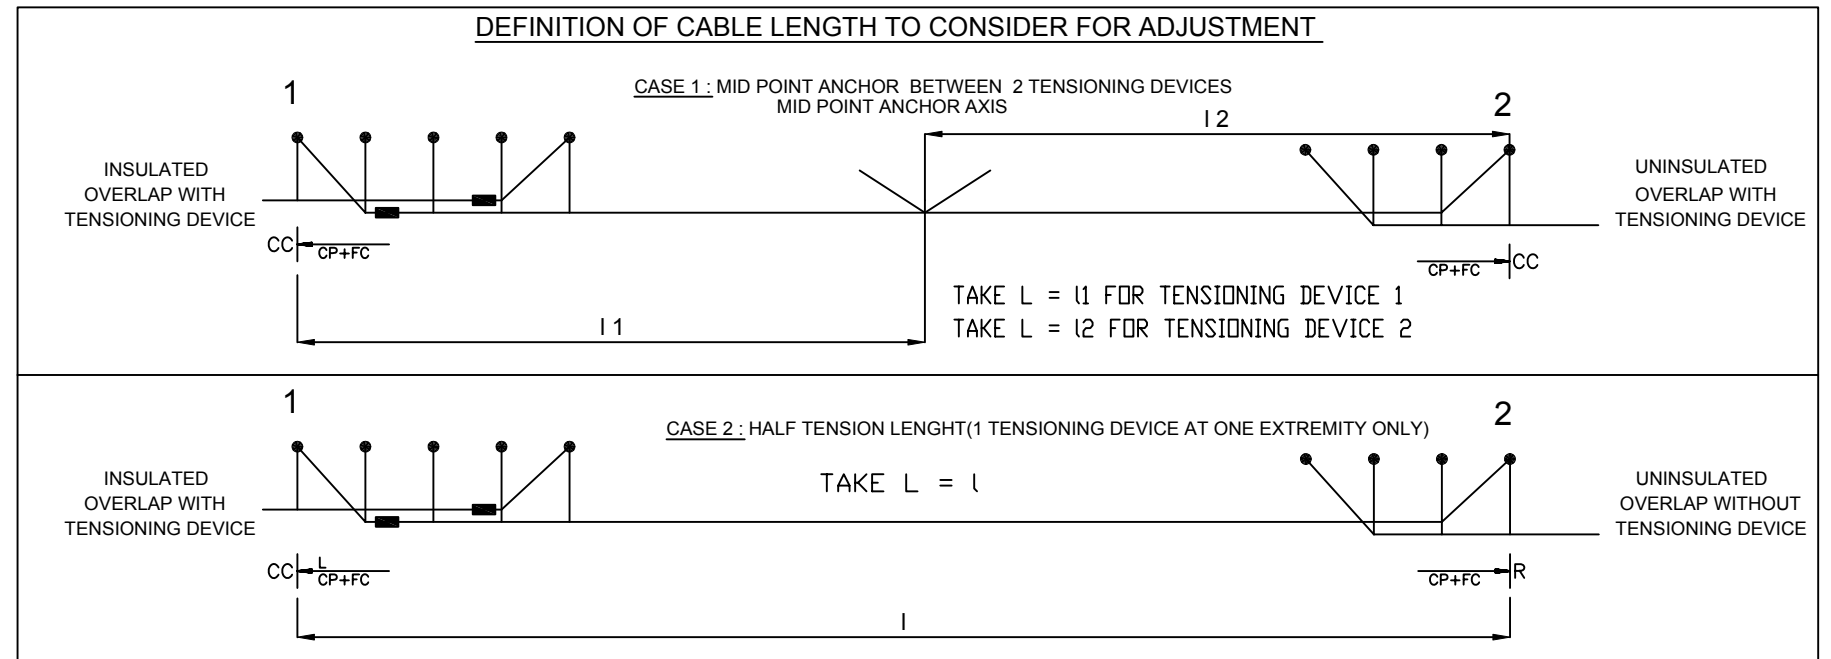 DEFINITION OF CABLE LENGTH TO CONSIDER FOR ADJUSTMENT
1
CASE 1 : MID POINT ANCHOR BETWEEN 2 TENSIONING DEVICES
MID POINT ANCHOR AXIS
2
l 2
INSULATED
OVERLAP WITH
TENSIONING DEVICE
UNINSULATED
OVERLAP WITH
TENSIONING DEVICE
CC
CP+FC
CP+FC
CC
TAKE L = l1 FOR TENSIONING DEVICE 1
TAKE L = l2 FOR TENSIONING DEVICE 2
l 1
1
CASE 2 : HALF TENSION LENGHT(1 TENSIONING DEVICE AT ONE EXTREMITY ONLY)
2
TAKE L = l
INSULATED
OVERLAP WITH
TENSIONING DEVICE
UNINSULATED
OVERLAP WITHOUT
TENSIONING DEVICE
CC
L
CP+FC
CP+FC
R
l